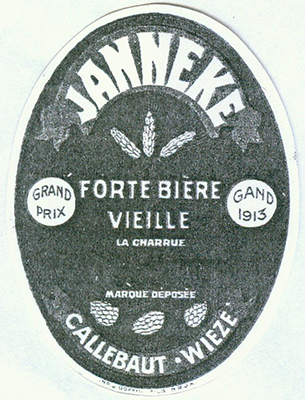 JANNEKE
GRAND PRIX
FORTE BIÈRE
VIEILLE
LA CHARRUE
GAND 1913
MARQUE DÉPOSÉE
CALLEBAUT · WIEZE